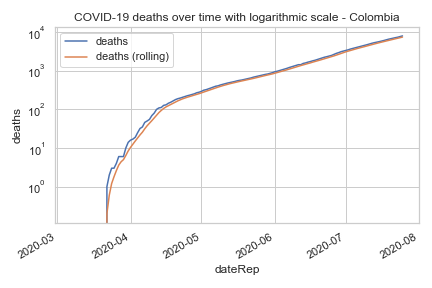 COVID-19 deaths over time with logarithmic scale - Colombia
deaths
deaths (rolling)
10⁴
10³
10²
10¹
10⁰
deaths
2020-03
2020-04
2020-05
2020-06
2020-07
2020-08
dateRep